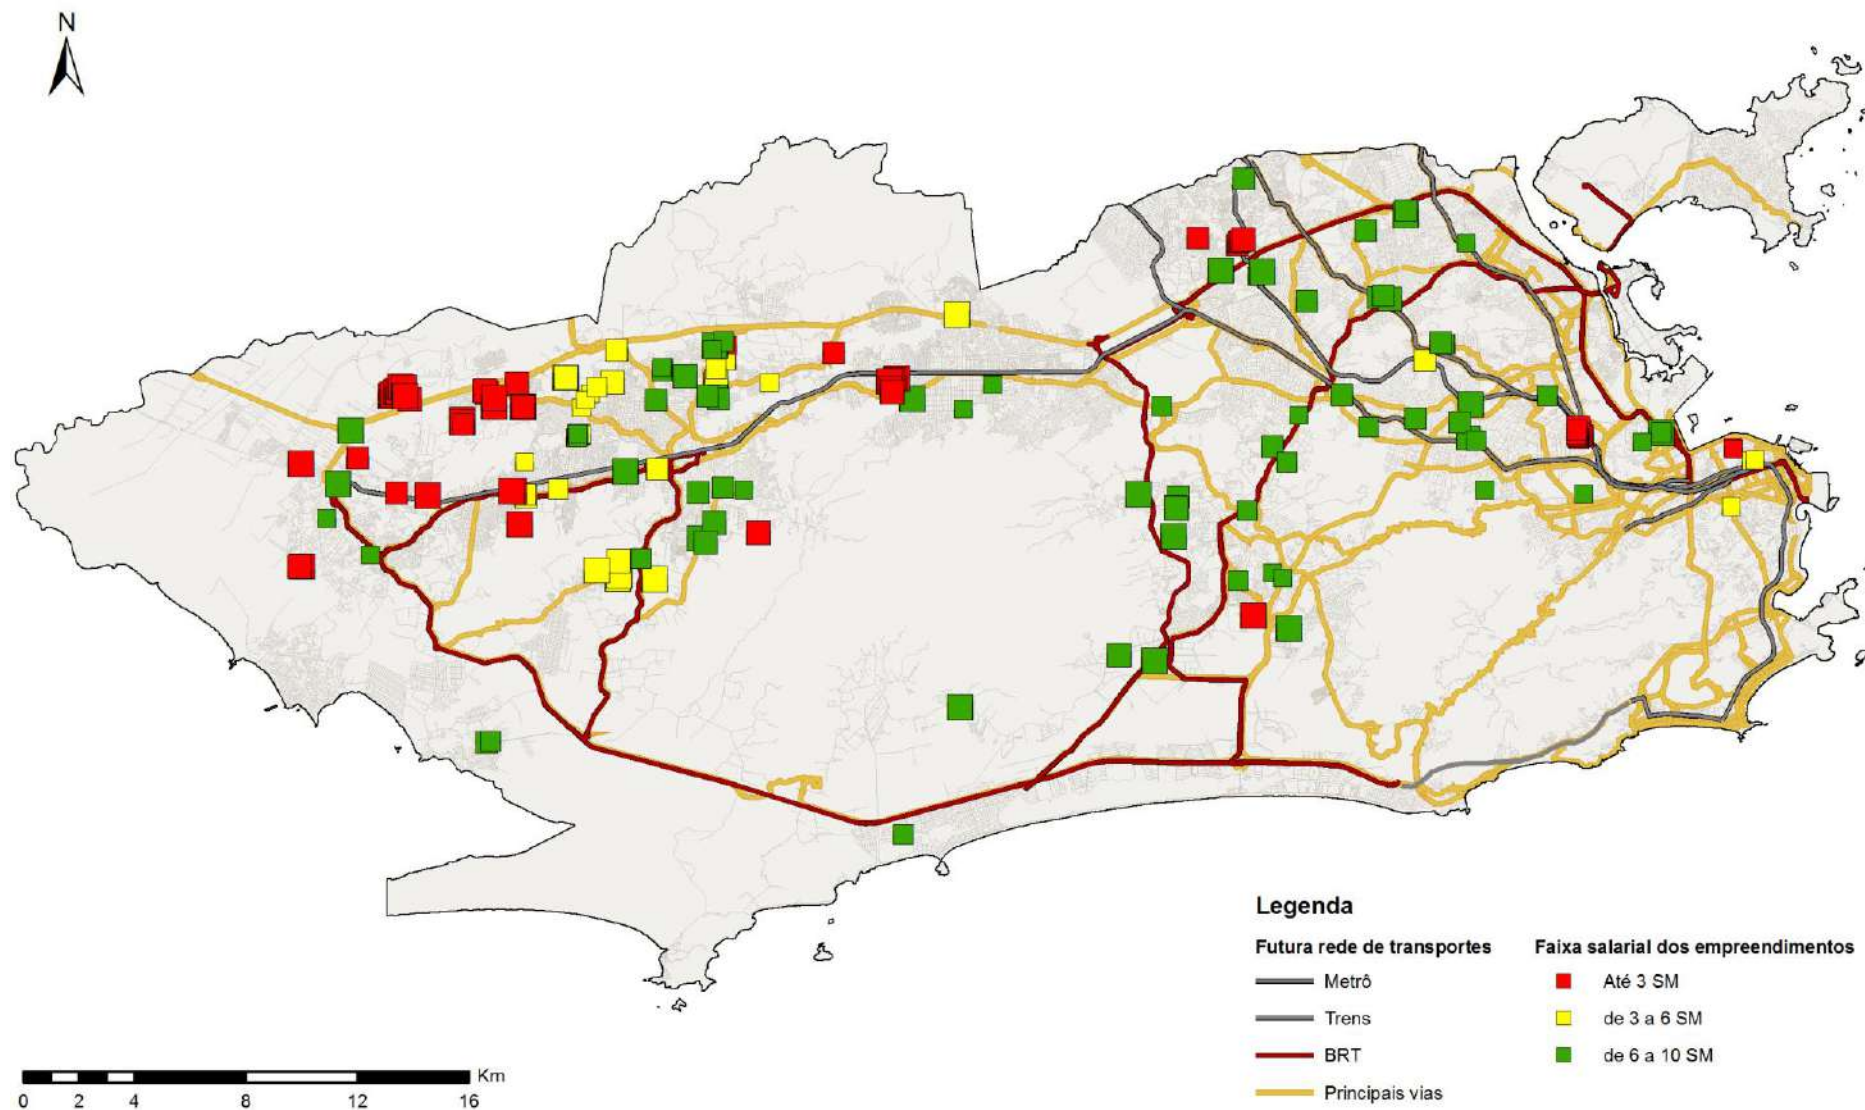 N
Legenda
Futura rede de transportes
Metrô
Trens
BRT
Principais vias
Faixa salarial dos empreendimentos
Até 3 SM
de 3 a 6 SM
de 6 a 10 SM
Km
0 2 4 8 12 16